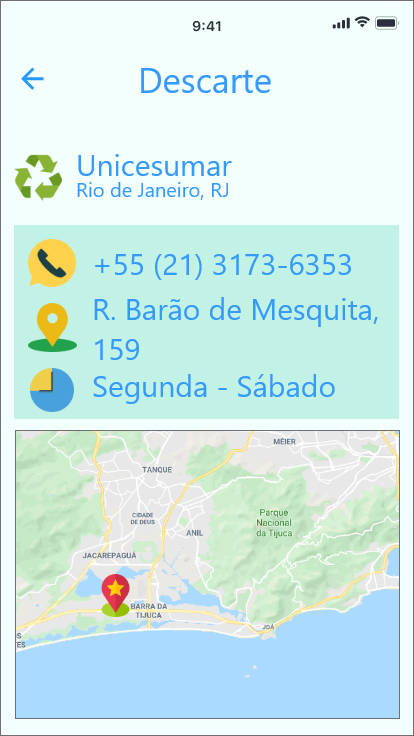 9:41
Descarte
Unicesumar
Rio de Janeiro, RJ
+55 (21) 3173-6353
R. Barão de Mesquita,
159
Segunda - Sábado
MÉIER
TANQUE
CIDADE
DE DEUS
Parque
Nacional
da Tijuca
ANIL
JACAREPAGUÁ
BARRA DA
TIJUCA
JOÁ